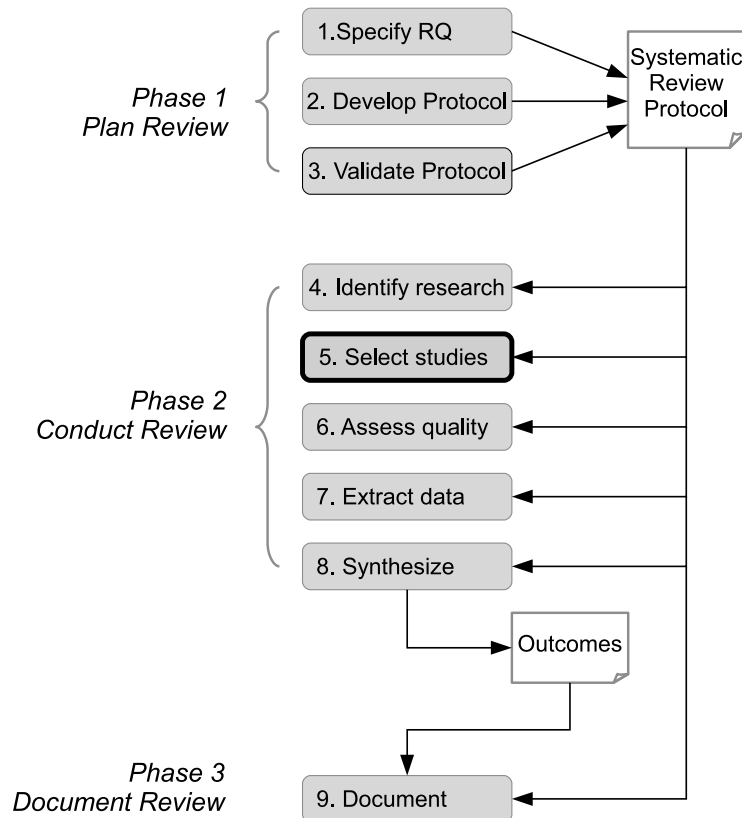 1.Specify RQ
Systematic
Review
Protocol
Phase 1
Plan Review
2. Develop Protocol
3. Validate Protocol
4. Identify research
5. Select studies
Phase 2
Conduct Review
6. Assess quality
7. Extract data
8. Synthesize
Outcomes
Phase 3
Document Review
9. Document